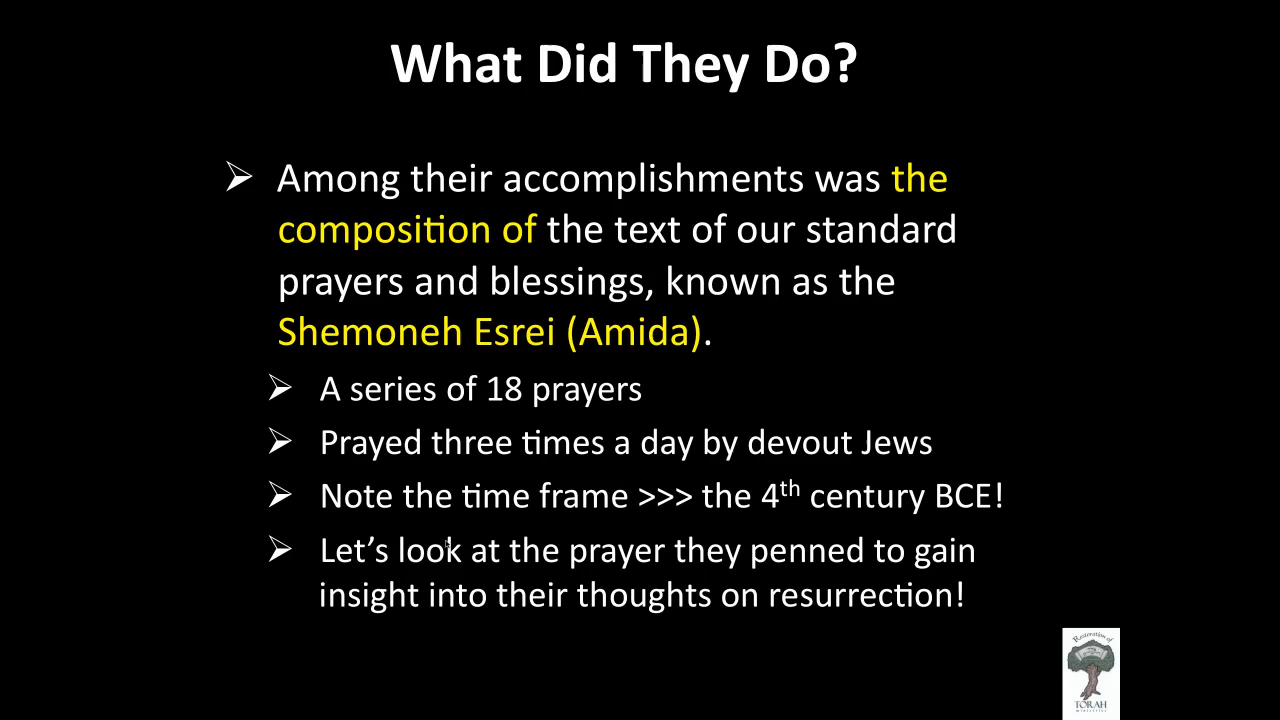 What Did They Do?
➢ Among their accomplishments was the
composition of the text of our standard
prayers and blessings, known as the
Shemoneh Esrei (Amida).
➢ A series of 18 prayers
➢ Prayed three times a day by devout Jews
➢ Note the time frame >>> the 4th century BCE!
➢ Let’s look at the prayer they penned to gain
insight into their thoughts on resurrection!
Restoration of
TORAH
ministries